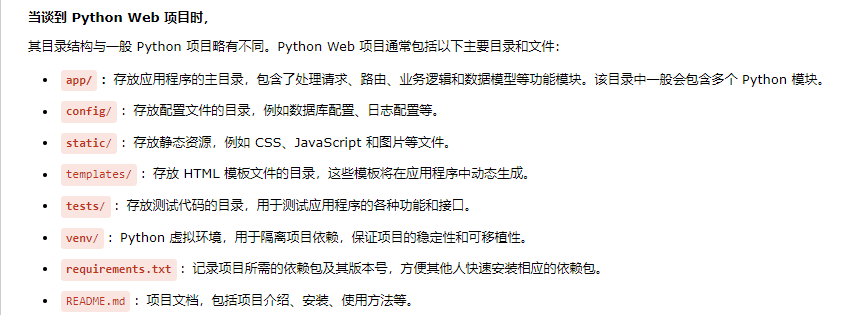 当谈到 Python Web 项目时，
其目录结构与一般 Python 项目略有不同。Python Web 项目通常包括以下主要目录和文件：
• app/ ：存放应用程序的主目录，包含了处理请求、路由、业务逻辑和数据模型等功能模块。该目录中一般会包含多个 Python 模块。
• config/ ：存放配置文件的目录，例如数据库配置、日志配置等。
• static/ ：存放静态资源，例如 CSS、JavaScript 和图片等文件。
• templates/ ：存放 HTML 模板文件的目录，这些模板将在应用程序中动态生成。
• tests/ ：存放测试代码的目录，用于测试应用程序的各种功能和接口。
• venv/ ：Python 虚拟环境，用于隔离项目依赖，保证项目的稳定性和可移植性。
• requirements.txt ：记录项目所需的依赖包及其版本号，方便其他人快速安装相应的依赖包。
• README.md ：项目文档，包括项目介绍、安装、使用方法等。